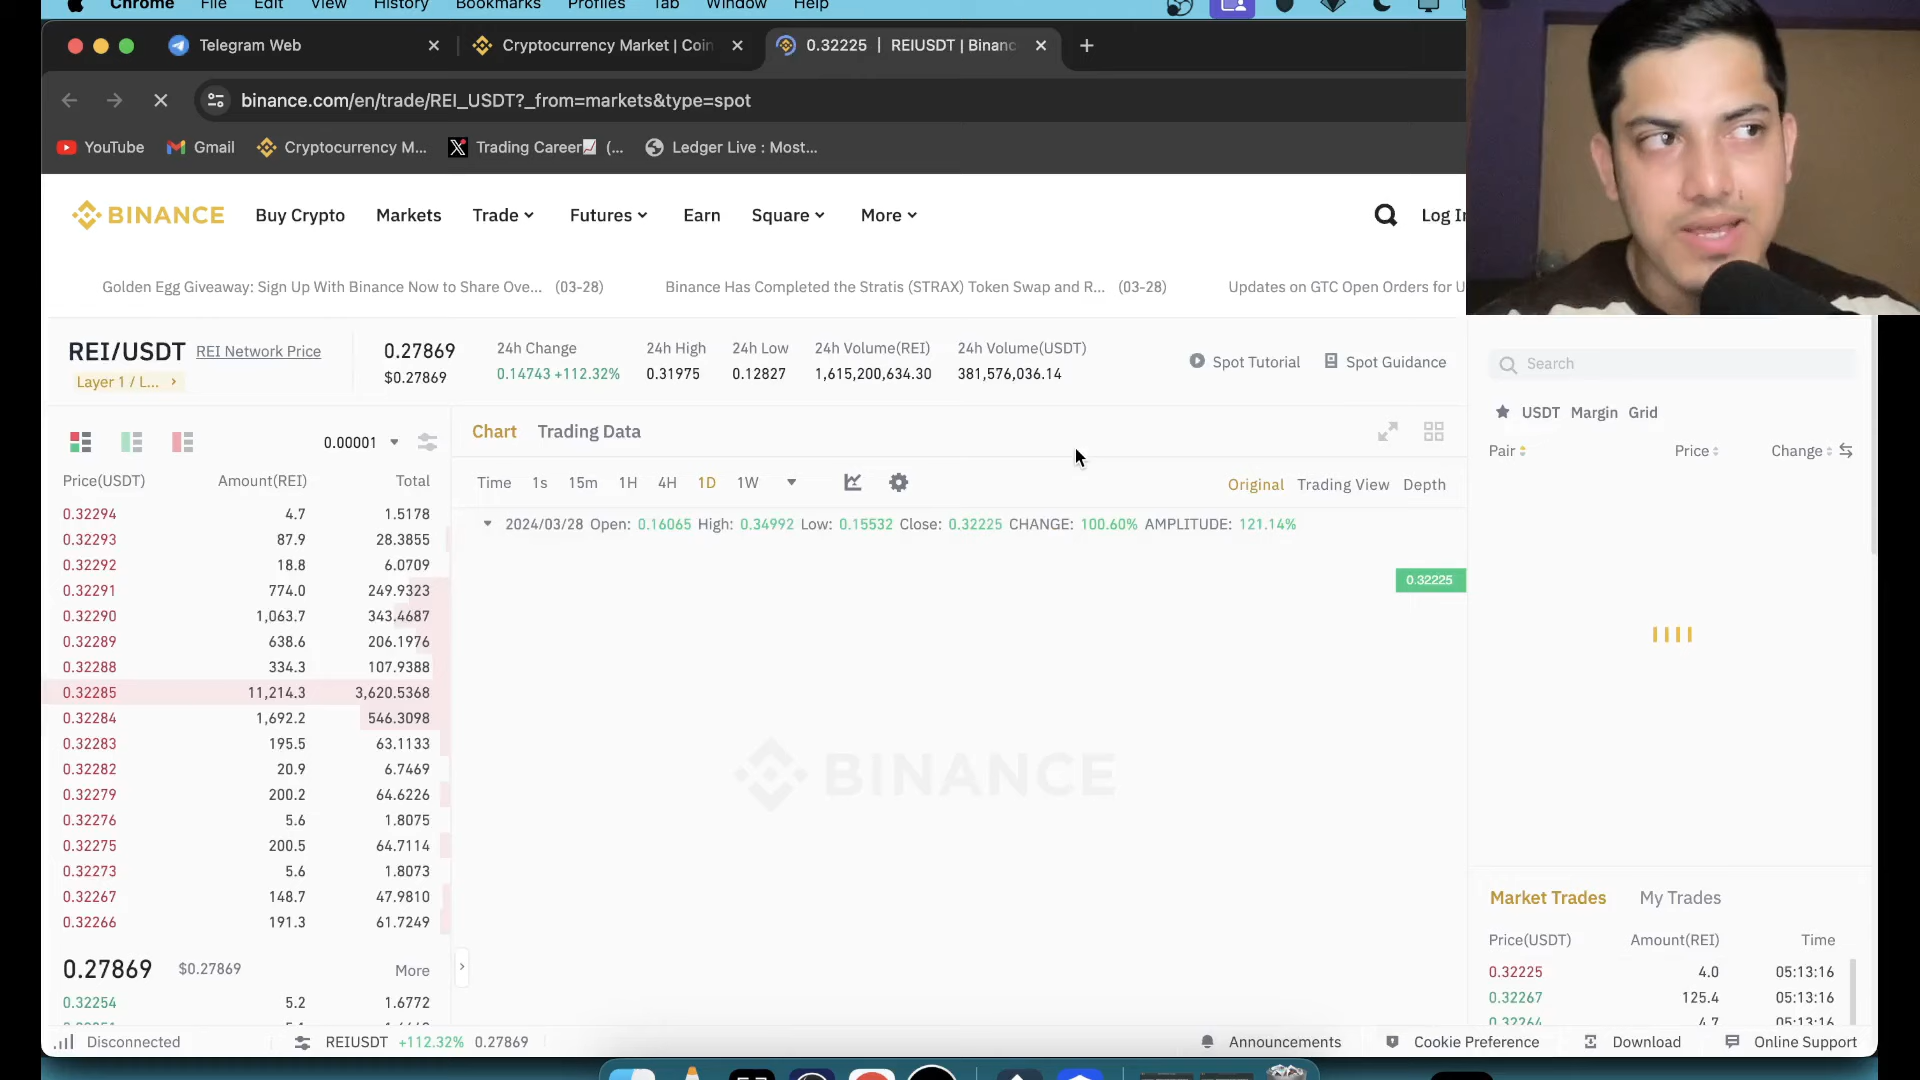 Chrome File Edit View History Bookmarks Profiles Tab Window Help
Telegram Web
Cryptocurrency Market | Coin
0.32225 | REIUSDT | Binanc
binance.com/en/trade/REI_USDT?_from=markets&type=spot
YouTube Gmail Cryptocurrency M... Trading Career (... Ledger Live : Most...
BINANCE Buy Crypto Markets Trade Futures Earn Square More Log In
Golden Egg Giveaway: Sign Up With Binance Now to Share Ove... (03-28) Binance Has Completed the Stratis (STRAX) Token Swap and R... (03-28) Updates on GTC Open Orders for U
REI/USDT REI Network Price
Layer 1 / L...
0.27869
$0.27869
24h Change
0.14743 +112.32%
24h High
0.31975
24h Low
0.12827
24h Volume(REI)
1,615,200,634.30
24h Volume(USDT)
381,576,036.14
Spot Tutorial Spot Guidance
0.00001
Price(USDT) Amount(REI) Total
0.32294 4.7 1.5178
0.32293 87.9 28.3855
0.32292 18.8 6.0709
0.32291 774.0 249.9323
0.32290 1,063.7 343.4687
0.32289 638.6 206.1976
0.32288 334.3 107.9388
0.32285 11,214.3 3,620.5368
0.32284 1,692.2 546.3098
0.32283 195.5 63.1133
0.32282 20.9 6.7469
0.32279 200.2 64.6226
0.32276 5.6 1.8075
0.32275 200.5 64.7114
0.32273 5.6 1.8073
0.32267 148.7 47.9810
0.32266 191.3 61.7249
0.27869 $0.27869 More
0.32254 5.2 1.6772
Chart Trading Data
Time 1s 15m 1H 4H 1D 1W
Original Trading View Depth
2024/03/28 Open: 0.16065 High: 0.34992 Low: 0.15532 Close: 0.32225 CHANGE: 100.60% AMPLITUDE: 121.14%
0.32225
BINANCE
Search
USDT Margin Grid
Pair Price Change
Market Trades My Trades
Price(USDT) Amount(REI) Time
0.32225 4.0 05:13:16
0.32267 125.4 05:13:16
0.32264 4.7 05:13:16
Disconnected REIUSDT +112.32% 0.27869 Announcements Cookie Preference Download Online Support